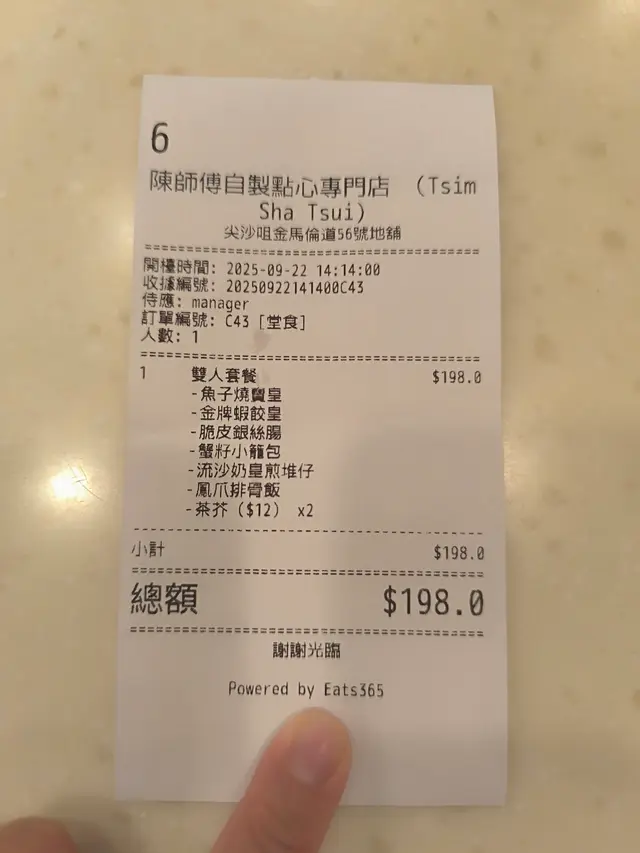 6
陳師傅自製點心專門店 (Tsim
Sha Tsui)
尖沙咀金馬倫道56號地舖
開檯時間: 2025-09-22 14:14:00
收據編號: 20250922141400C43
侍應: manager
訂單編號: C43 [堂食]
人數: 1
1 雙人套餐 $198.0
-魚子燒賣皇
-金牌蝦餃皇
-脆皮銀絲腸
-蟹籽小籠包
-流沙奶皇煎堆仔
-鳳爪排骨飯
-茶芥 ($12) x2
小計 $198.0
總額 $198.0
謝謝光臨
Powered by Eats365